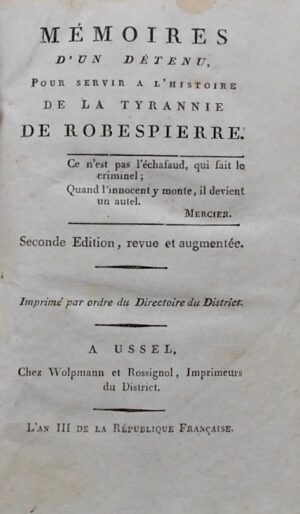 MÉMOIRES
D'UN DÉTENU,
POUR SERVIR A L'HISTOIRE
DE LA TYRANNIE
DE ROBESPIERRE.
Ce n'est pas l'échafaud, qui fait le
criminel;
Quand l'innocent y monte, il devient
un autel.
MERCIER.
Seconde Edition, revue et augmentée.
Imprimé par ordre du Directoire du District.
A USSEL,
Chez Wolpmann et Rossignol, Imprimeurs
du District.
L'AN III DE LA RÉPUBLIQUE FRANÇAISE.